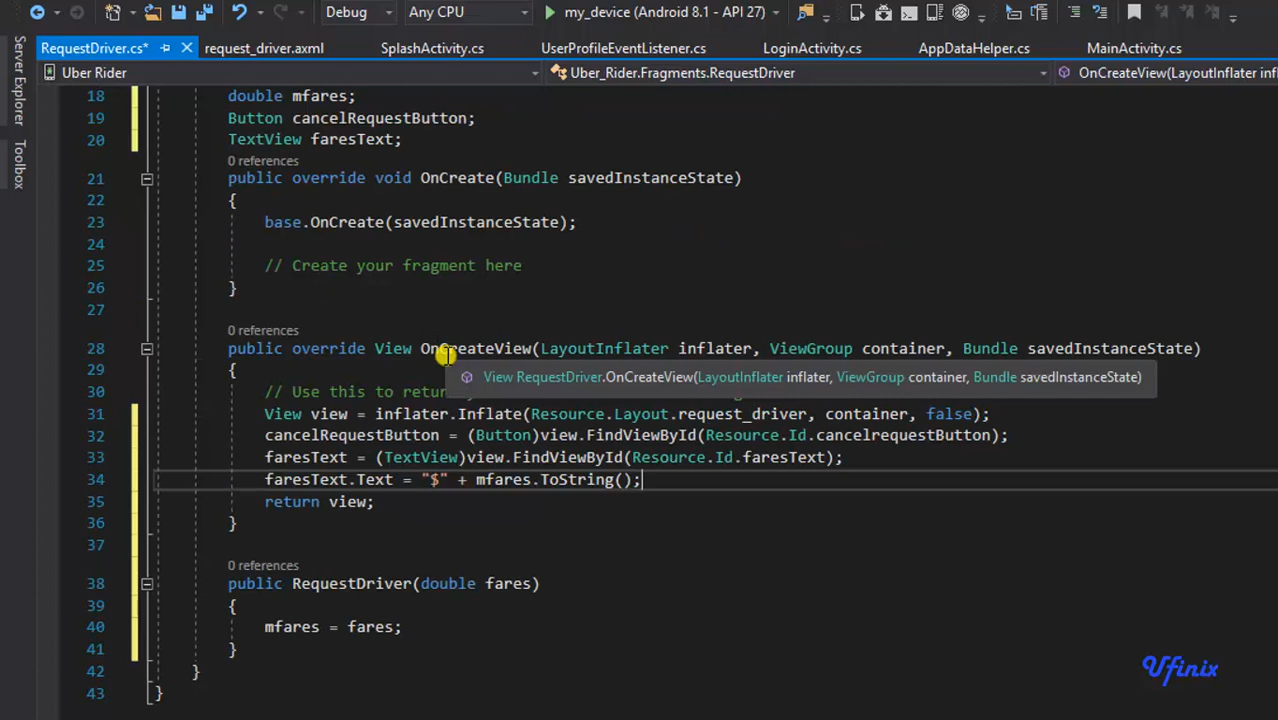 Debug Any CPU my_device (Android 8.1 - API 27)
RequestDriver.cs* request_driver.axml SplashActivity.cs UserProfileEventListener.cs LoginActivity.cs AppDataHelper.cs MainActivity.cs
Uber Rider Uber_Rider.Fragments.RequestDriver OnCreateView(LayoutInflater inf
Server Explorer
Toolbox
18 double mfares;
19 Button cancelRequestButton;
20 TextView faresText;
0 references
21 public override void OnCreate(Bundle savedInstanceState)
22 {
23 base.OnCreate(savedInstanceState);
24
25 // Create your fragment here
26 }
27
0 references
28 public override View OnCreateView(LayoutInflater inflater, ViewGroup container, Bundle savedInstanceState)
29 {
View RequestDriver.OnCreateView(LayoutInflater inflater, ViewGroup container, Bundle savedInstanceState)
30 // Use this to retur
31 View view = inflater.Inflate(Resource.Layout.request_driver, container, false);
32 cancelRequestButton = (Button)view.FindViewById(Resource.Id.cancelrequestButton);
33 faresText = (TextView)view.FindViewById(Resource.Id.faresText);
34 faresText.Text = "$" + mfares.ToString();
35 return view;
36 }
37
0 references
38 public RequestDriver(double fares)
39 {
40 mfares = fares;
41 }
42 }
43 }
Ufinix